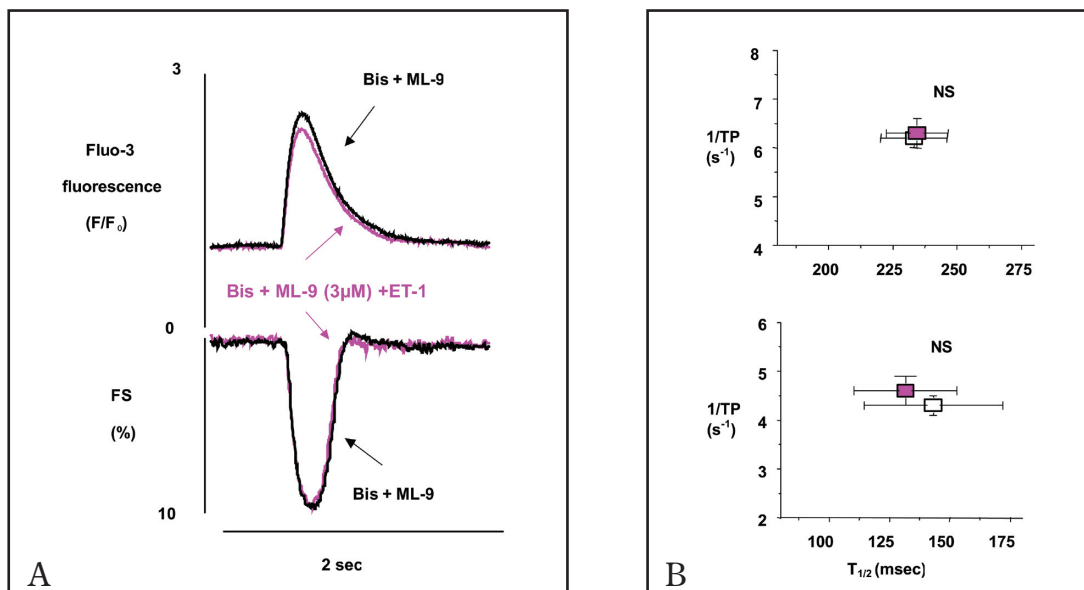 3
Bis + ML-9
Fluo-3
fluorescence
(F/F₀)
Bis + ML-9 (3µM) +ET-1
0
FS
(%)
Bis + ML-9
10
2 sec
A
8
NS
7
1/TP
6
(s⁻¹)
5
4
200 225 250 275
6
NS
5
1/TP
4
(s⁻¹)
3
2
100 125 150 175
T₁/₂ (msec)
B